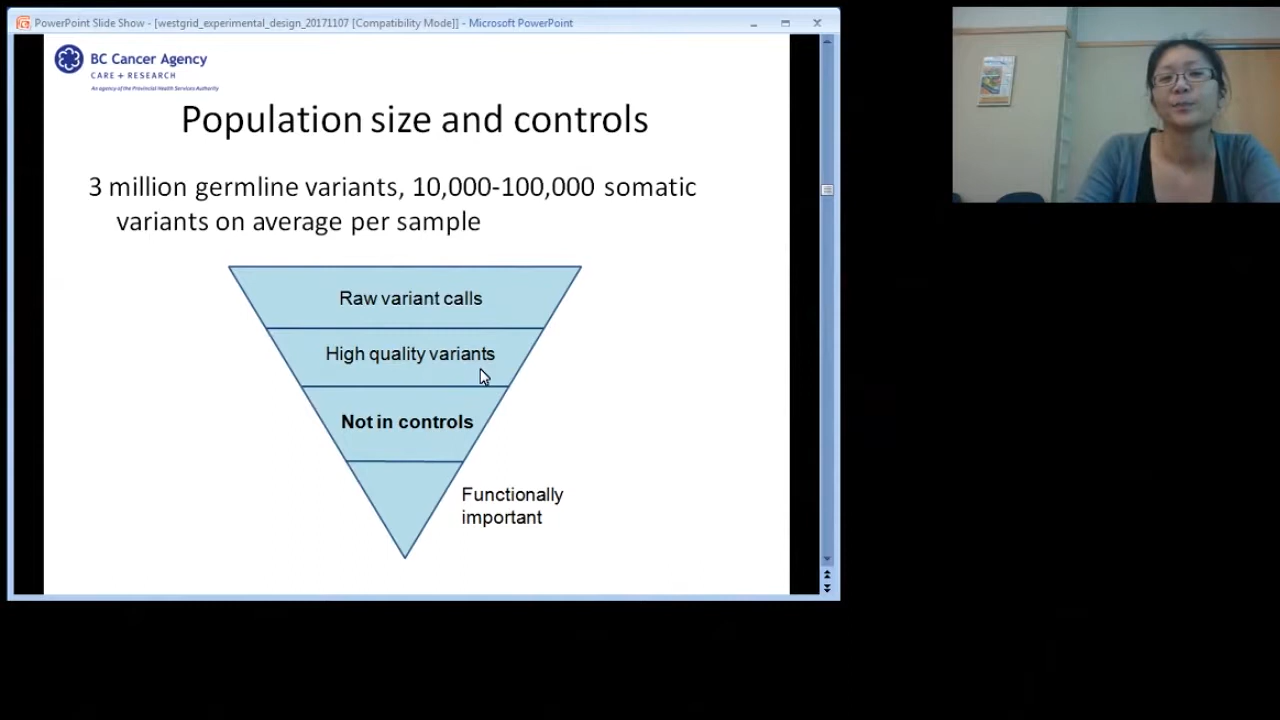 PowerPoint Slide Show - [westgrid_experimental_design_20171107 [Compatibility Mode]] - Microsoft PowerPoint
BC Cancer Agency
CARE + RESEARCH
An agency of the Provincial Health Services Authority
Population size and controls
3 million germline variants, 10,000-100,000 somatic
variants on average per sample
Raw variant calls
High quality variants
Not in controls
Functionally
important